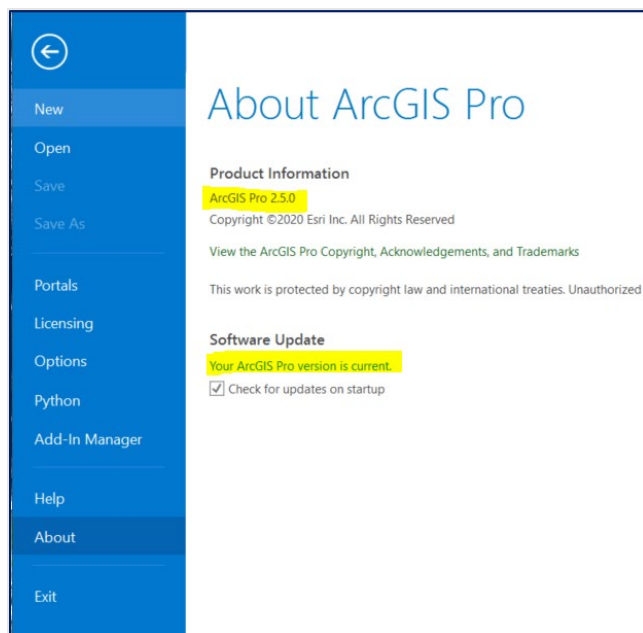 New
Open
Save
Save As
Portals
Licensing
Options
Python
Add-In Manager
Help
About
Exit
About ArcGIS Pro
Product Information
ArcGIS Pro 2.5.0
Copyright ©2020 Esri Inc. All Rights Reserved
View the ArcGIS Pro Copyright, Acknowledgements, and Trademarks
This work is protected by copyright law and international treaties. Unauthorized
Software Update
Your ArcGIS Pro version is current.
Check for updates on startup